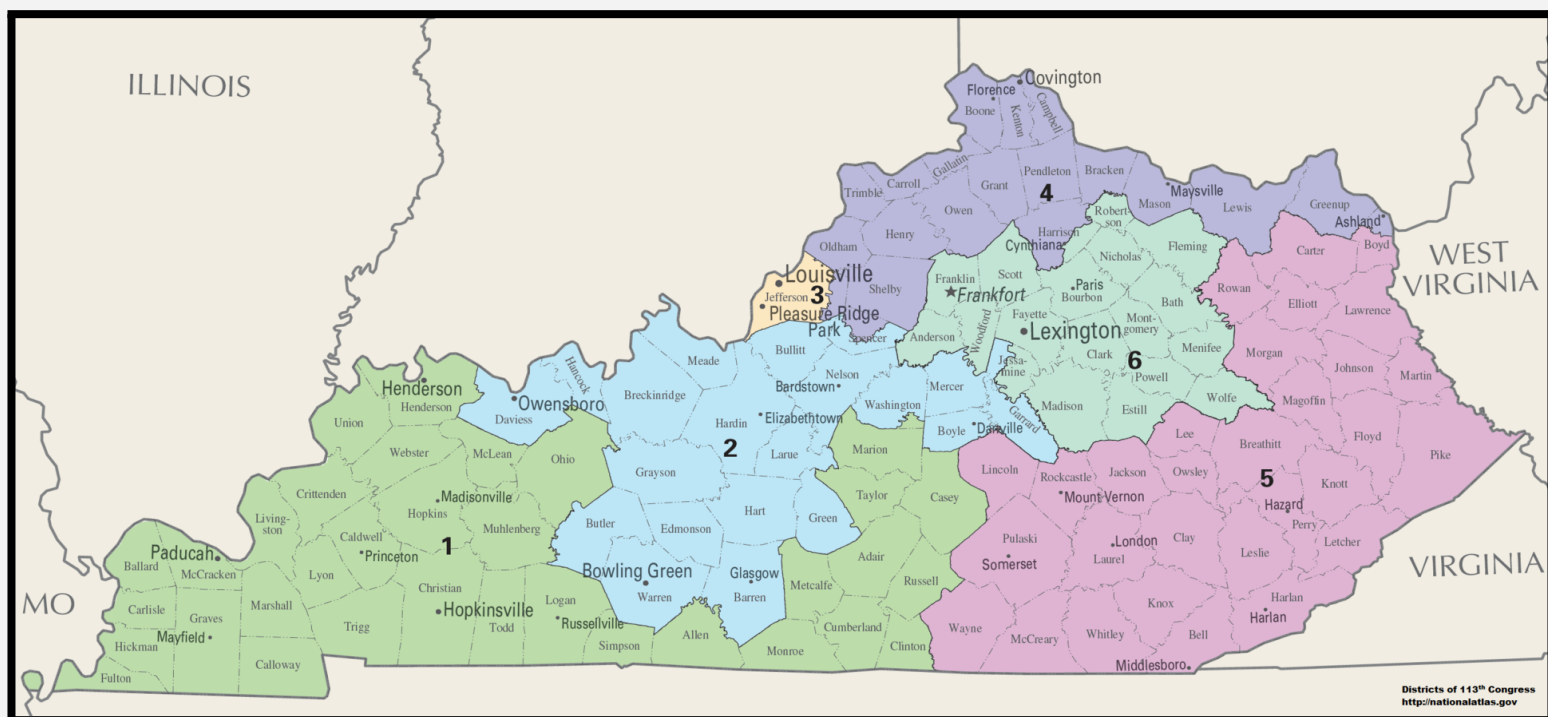 ILLINOIS
Covington
Florence
Boone
Kenton
Campbell
Gallatin
Carroll
Trimble
Grant
Pendleton
Bracken
4
Maysville
Mason
Lewis
Greenup
Ashland
Owen
Henry
Oldham
Harrison
Cynthiana
Robert-
son
Fleming
Carter
Boyd
WEST
VIRGINIA
Louisville
Jefferson
3
Pleasure Ridge
Park
Shelby
Spencer
Franklin
Frankfort
Scott
Nicholas
Paris
Bourbon
Bath
Rowan
Elliott
Lawrence
Anderson
Woodford
Fayette
Lexington
Mont-
gomery
Clark
6
Menifee
Morgan
Johnson
Martin
Jessa-
mine
Powell
Wolfe
Magoffin
Madison
Estill
Henderson
Henderson
Hancock
Owensboro
Daviess
Meade
Breckinridge
Bullitt
Nelson
Bardstown
Washington
Mercer
Boyle
Danville
Garrard
Hardin
Elizabethtown
2
Larue
Grayson
Union
Webster
McLean
Ohio
Marion
Lincoln
Rockcastle
Mount Vernon
Jackson
Lee
Owsley
Breathitt
5
Floyd
Pike
Knott
Hazard
Perry
Letcher
Crittenden
Living-
ston
Madisonville
Hopkins
Muhlenberg
Caldwell
Princeton
1
Butler
Edmonson
Hart
Green
Taylor
Casey
Adair
Pulaski
Somerset
London
Laurel
Clay
Leslie
VIRGINIA
Paducah
Ballard
McCracken
Lyon
Christian
Bowling Green
Warren
Glasgow
Barren
Metcalfe
Russell
MO
Carlisle
Graves
Marshall
Mayfield
Hickman
Trigg
Hopkinsville
Todd
Logan
Russellville
Simpson
Allen
Monroe
Cumberland
Clinton
Wayne
McCreary
Whitley
Knox
Bell
Harlan
Harlan
Middlesboro
Fulton
Calloway
Districts of 113th Congress
http://nationalatlas.gov